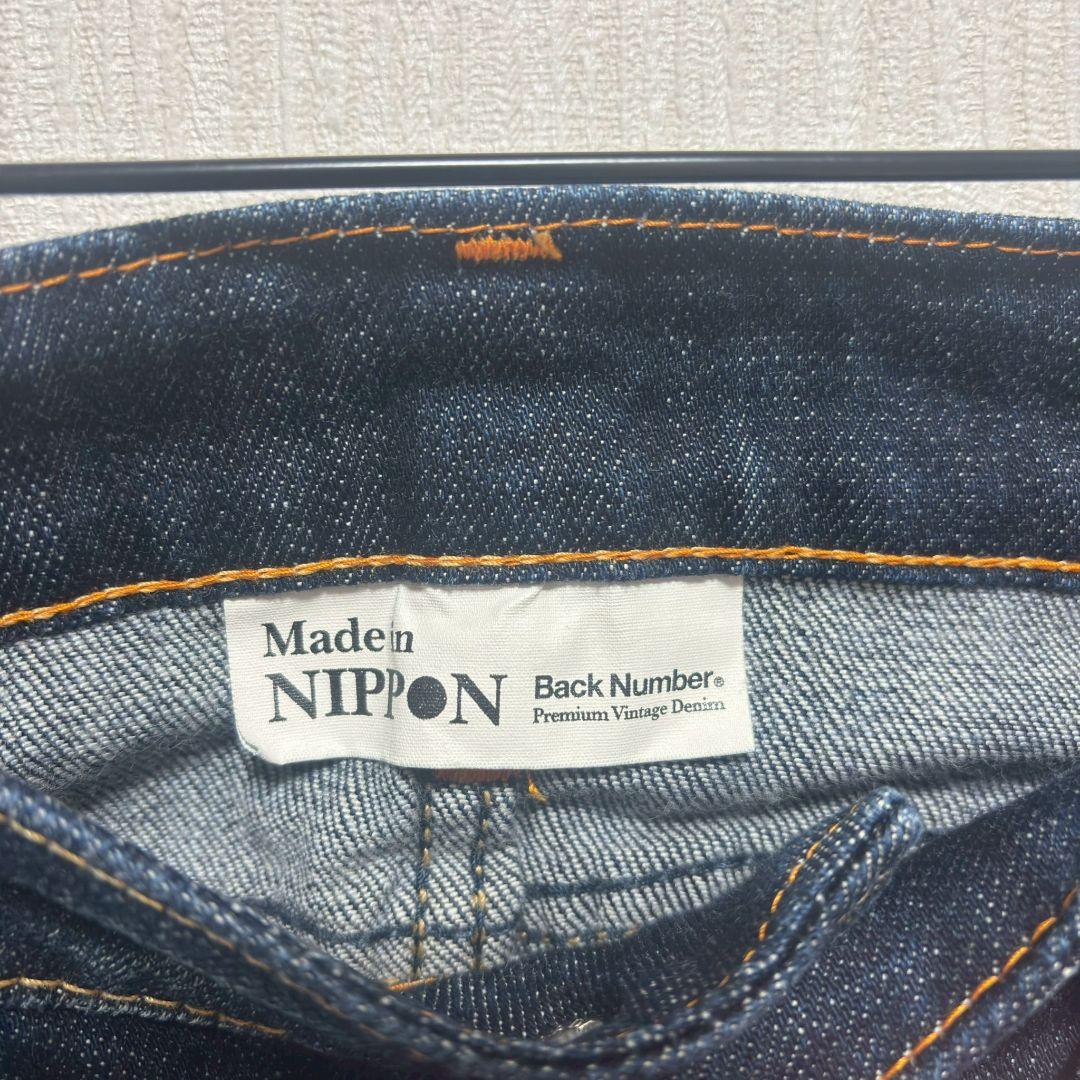 Made in
NIPPON
Back Number®
Premium Vintage Denim